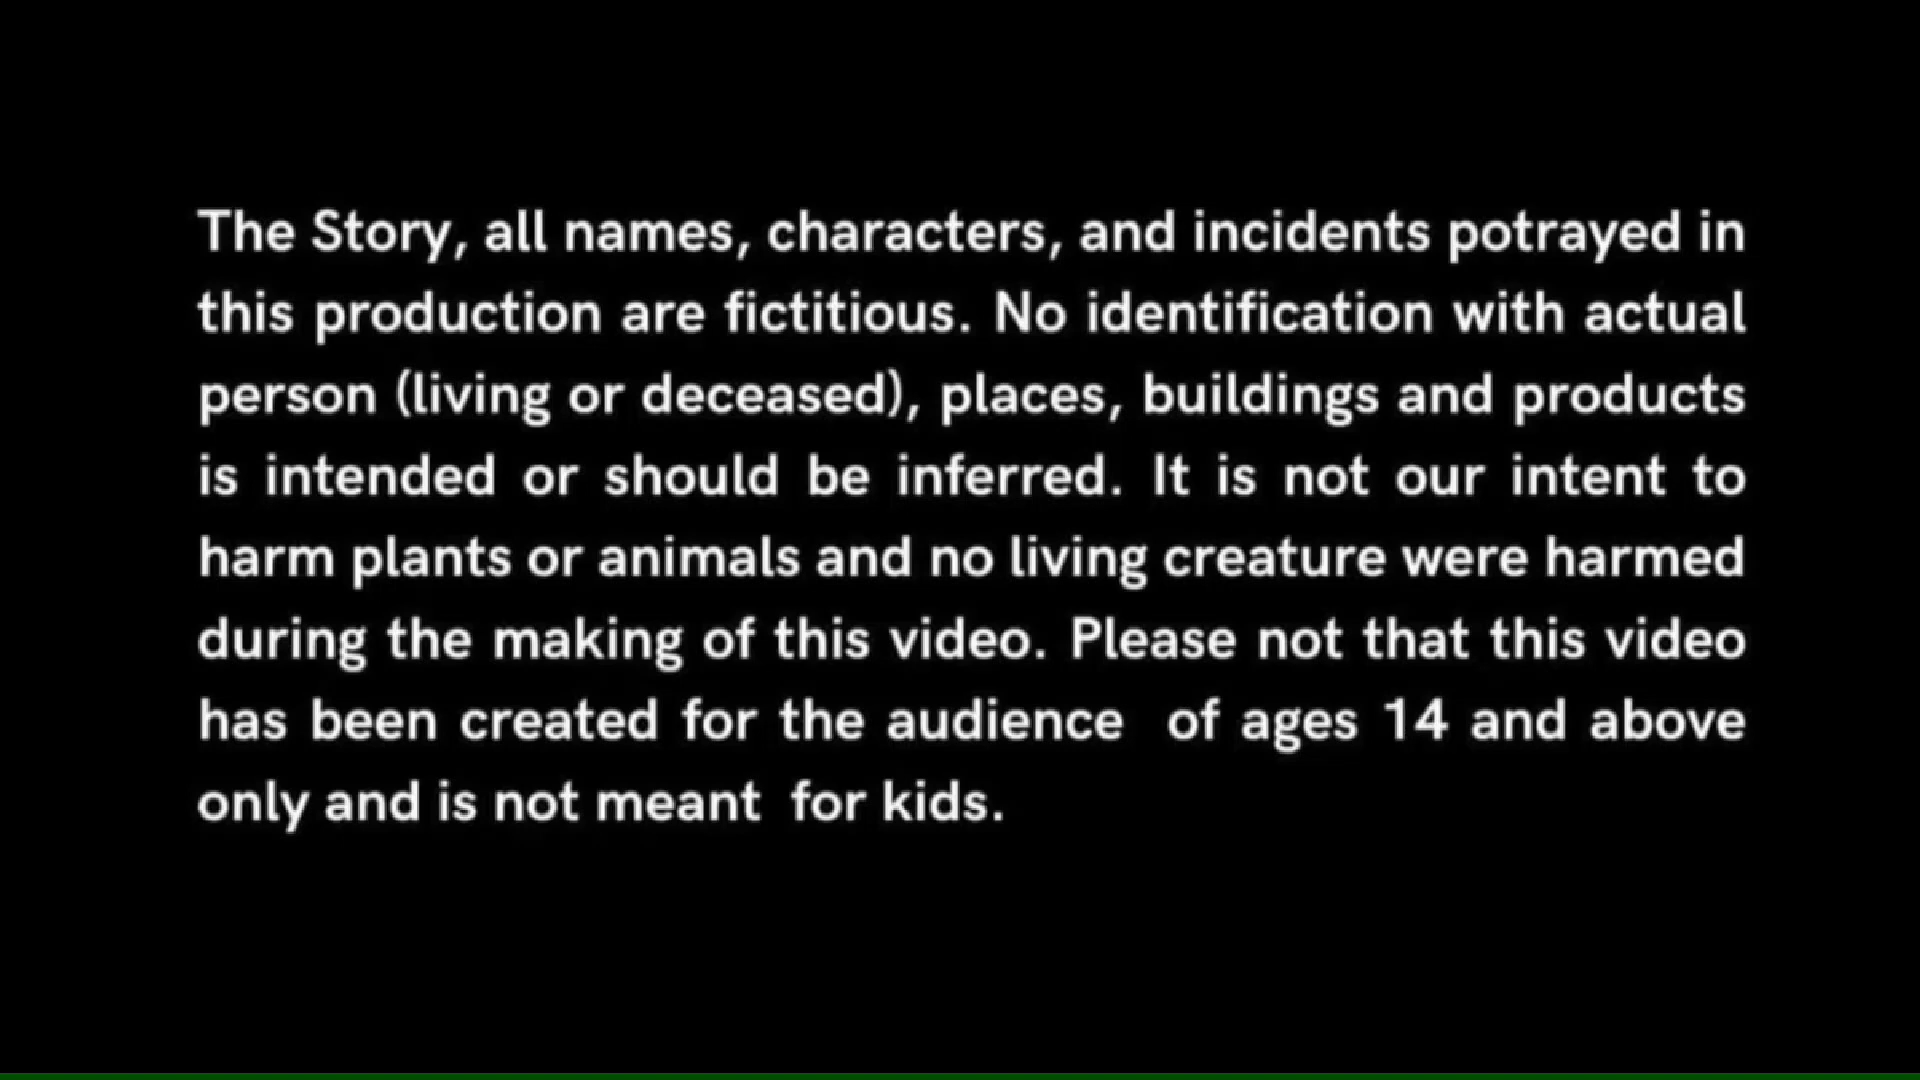 The Story, all names, characters, and incidents potrayed in
this production are fictitious. No identification with actual
person (living or deceased), places, buildings and products
is intended or should be inferred. It is not our intent to
harm plants or animals and no living creature were harmed
during the making of this video. Please not that this video
has been created for the audience  of ages 14 and above
only and is not meant  for kids.